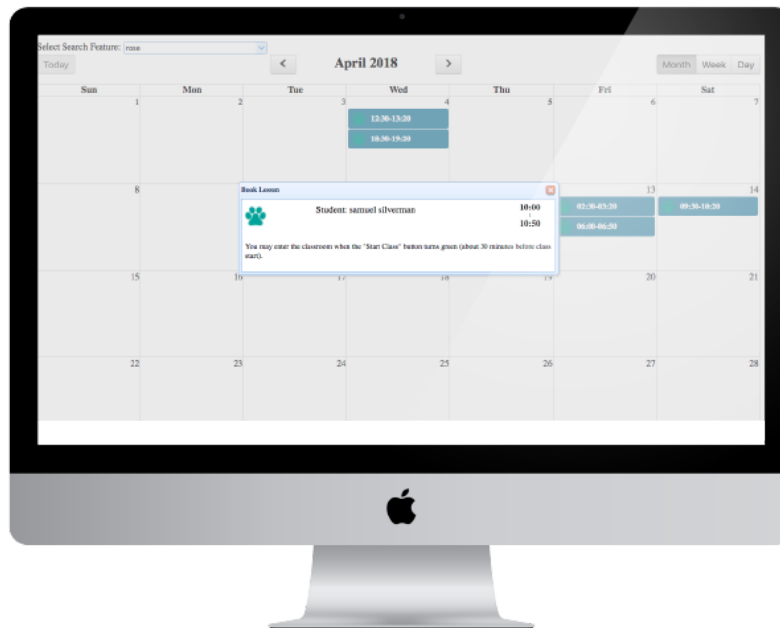 Select Search Feature: rose
Today
April 2018
Month Week Day
Sun Mon Tue Wed Thu Fri Sat
1 2 3 4 5 6 7
12:30-13:20
18:30-19:20
8 13 14
Book Lesson
Student: samuel silverman
10:00
10:50
02:30-03:20
06:00-06:50
09:30-10:20
You may enter the classroom when the "Start Class" button turns green (about 30 minutes before class
start).
15 16 17 18 19 20 21
22 23 24 25 26 27 28